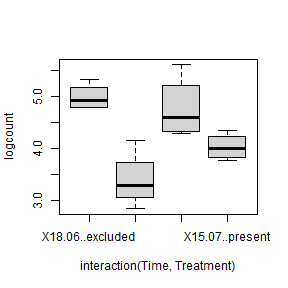 5.0
4.0
3.0
logcount
X18.06..excluded X15.07..present
interaction(Time, Treatment)